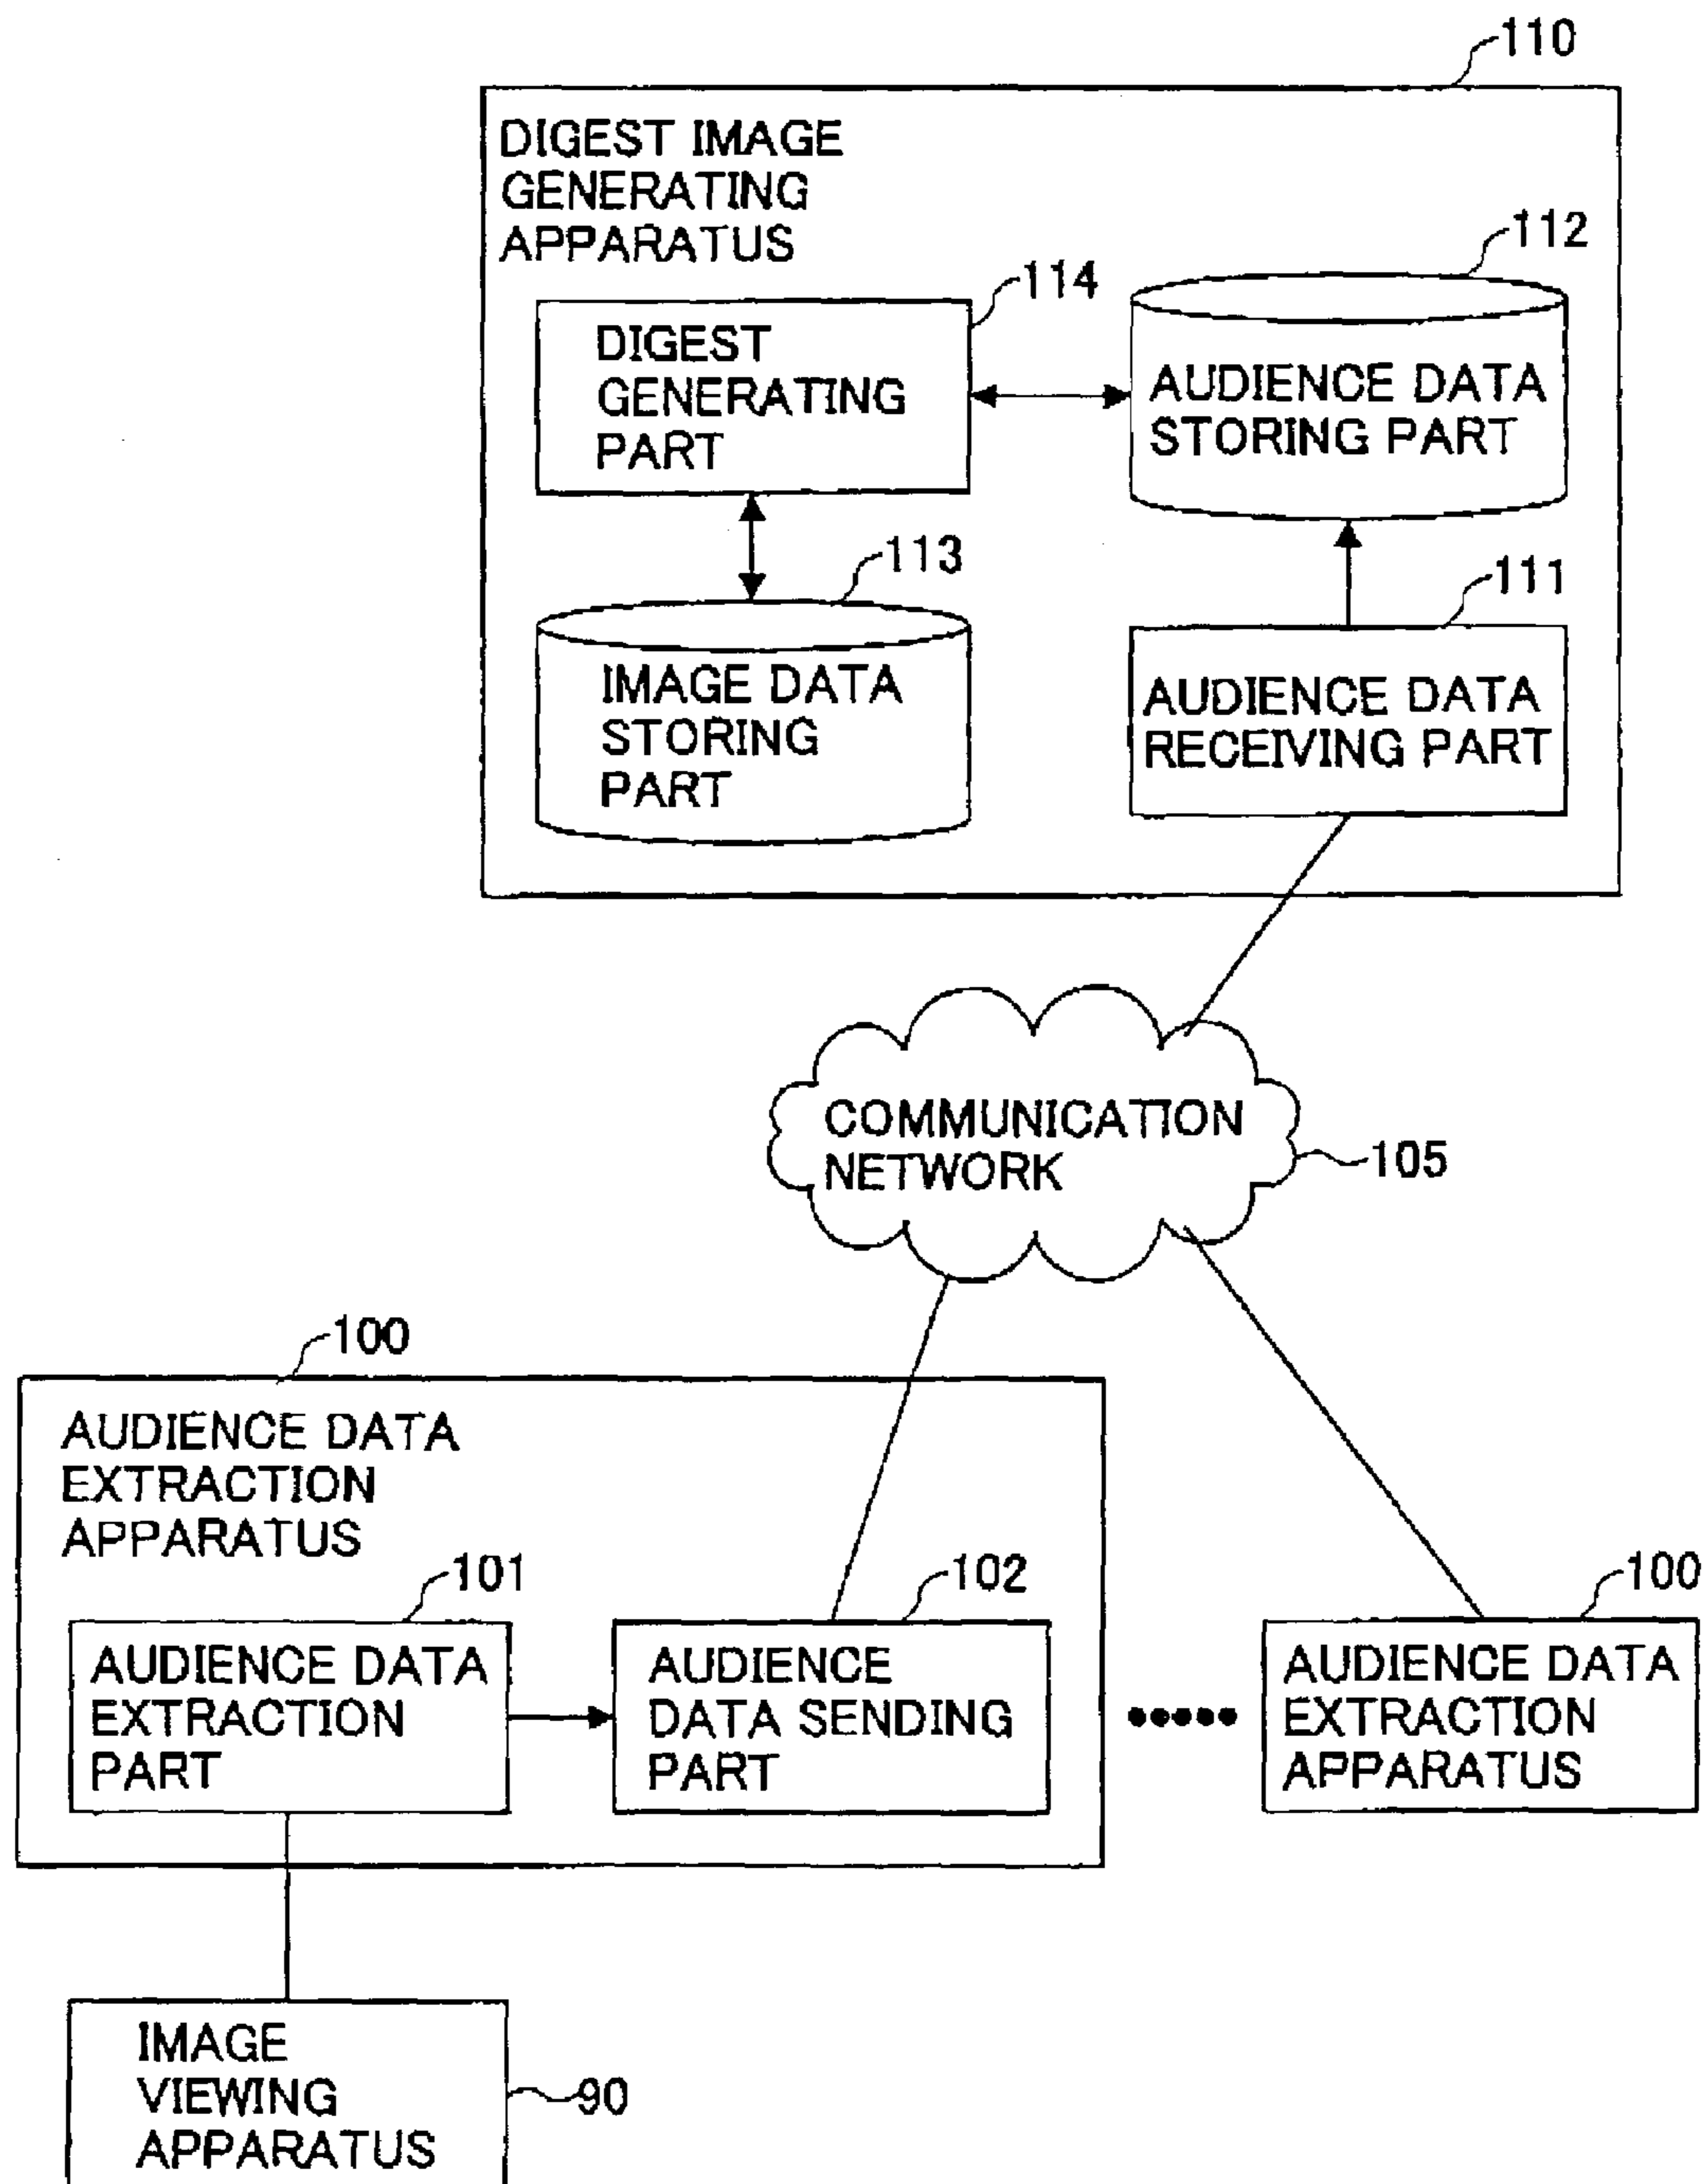 110
DIGEST IMAGE
GENERATING
APPARATUS
112
114
DIGEST
GENERATING
PART
AUDIENCE DATA
STORING PART
113
111
IMAGE DATA
STORING
PART
AUDIENCE DATA
RECEIVING PART
COMMUNICATION
NETWORK
105
100
AUDIENCE DATA
EXTRACTION
APPARATUS
101
102
100
AUDIENCE DATA
EXTRACTION
PART
AUDIENCE
DATA SENDING
PART
AUDIENCE DATA
EXTRACTION
APPARATUS
IMAGE
VIEWING
APPARATUS
90